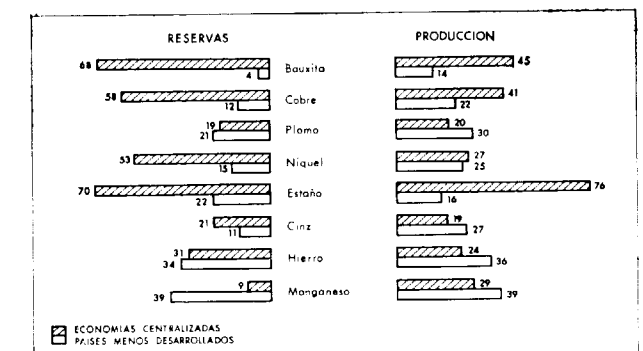 RESERVAS PRODUCCION
68 45
4 Bauxita 14
58 41
12 Cobre 22
19 20
21 Plomo 30
53 27
15 Níquel 25
70 76
22 Estaño 16
21 19
11 Cinz 27
31 24
34 Hierro 36
9 29
39 Manganeso 39
ECONOMIAS CENTRALIZADAS
PAISES MENOS DESARROLLADOS